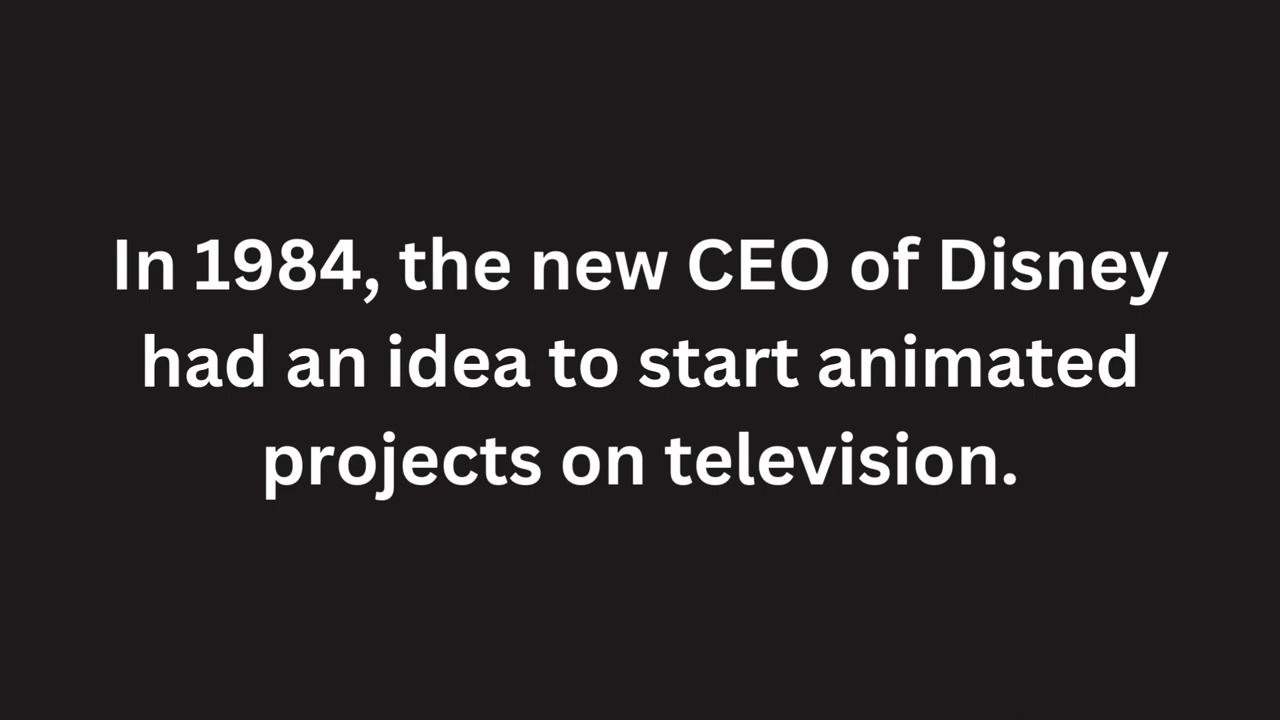 In 1984, the new CEO of Disney
had an idea to start animated
projects on television.